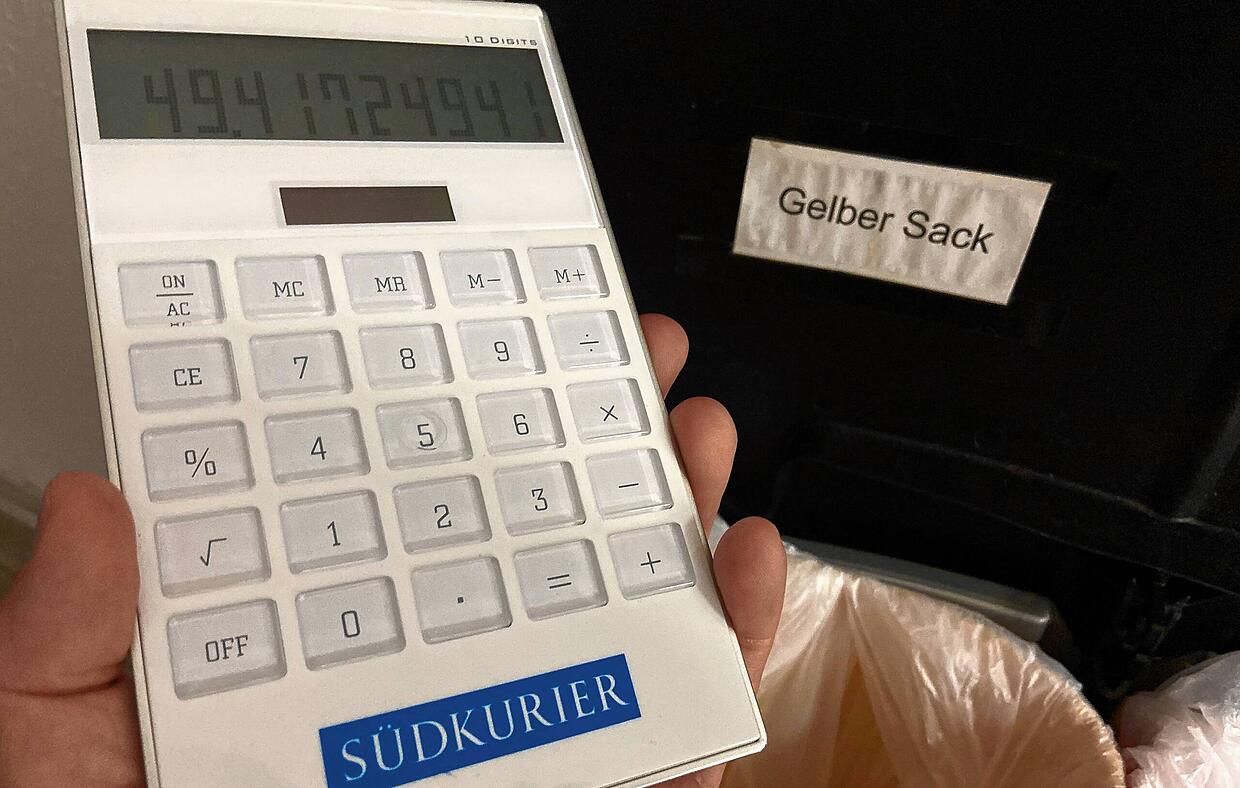 10 DIGITS
49.41724941
ON
AC
MC
MR
M−
M+
CE
7
8
9
÷
%
4
5
6
×
√
1
2
3
−
OFF
0
.
=
+
SÜDKURIER
Gelber Sack